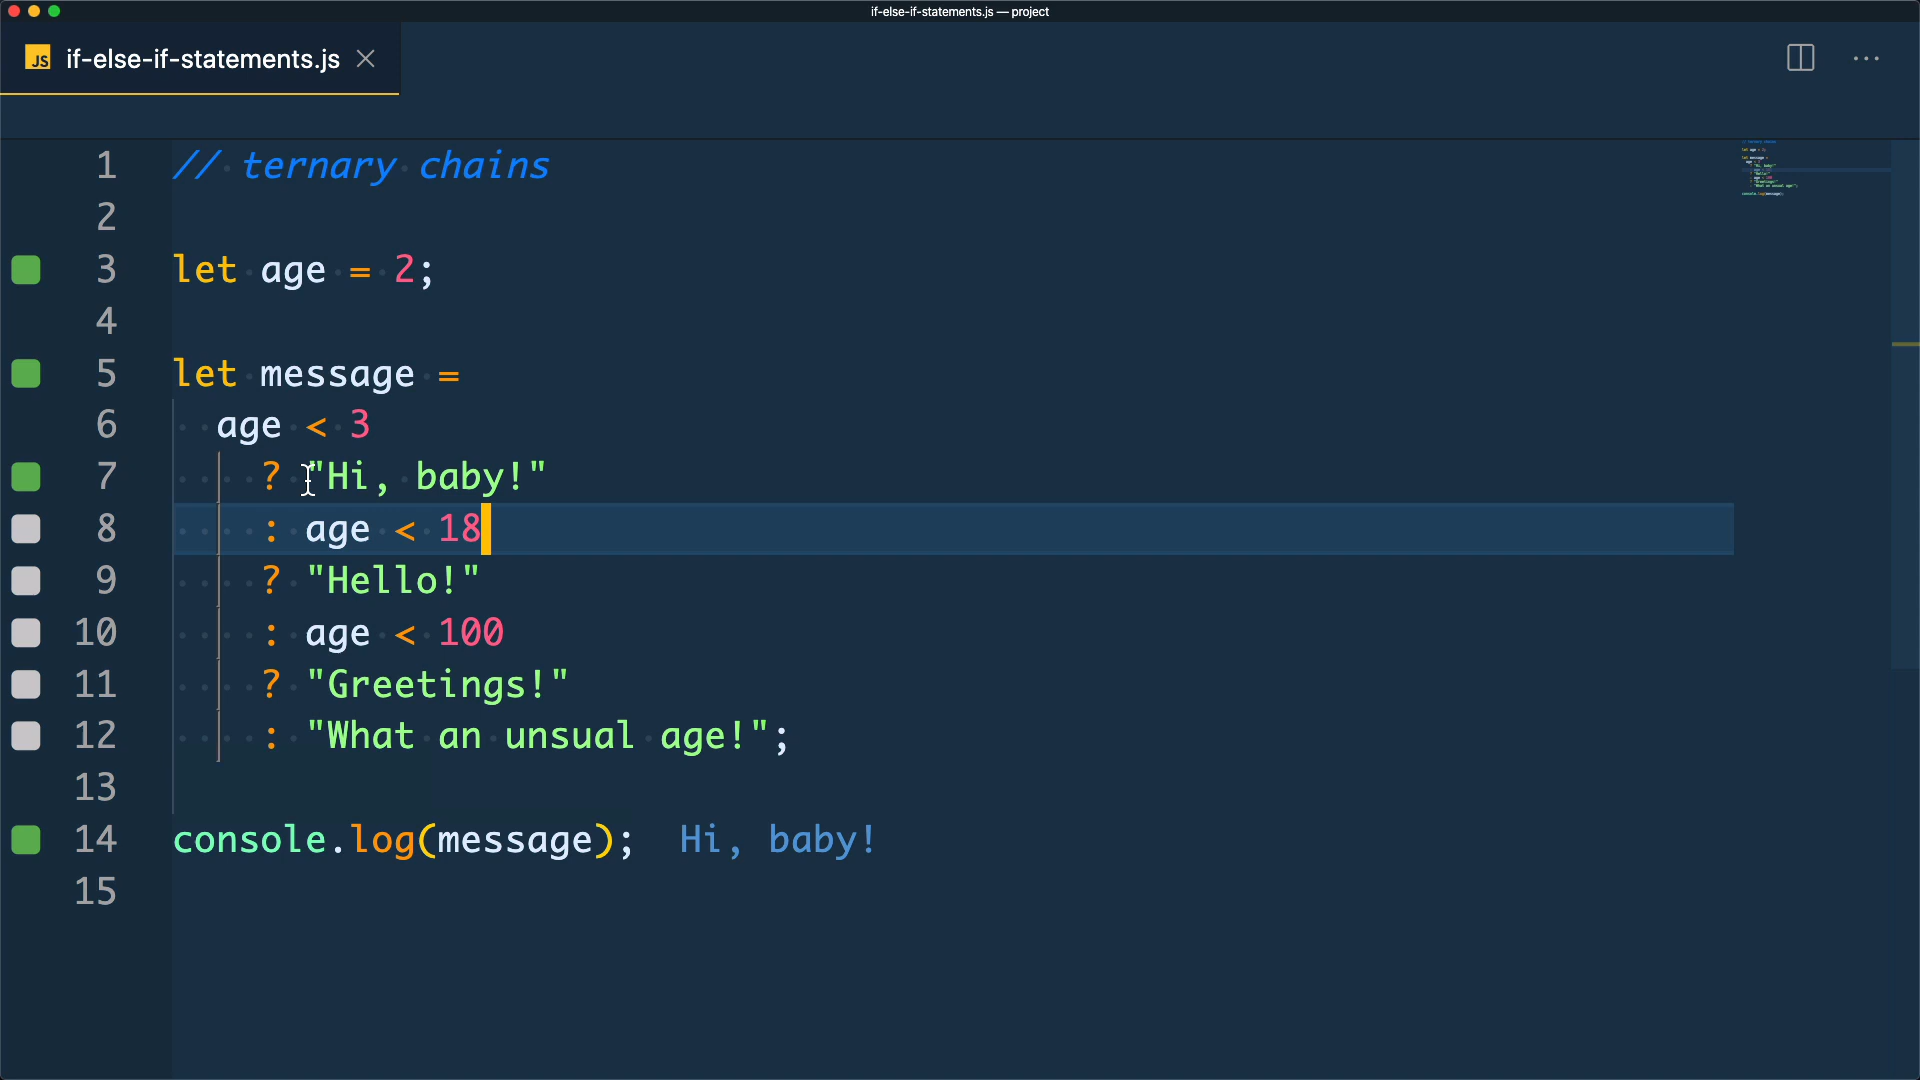 if-else-if-statements.js — project
JS if-else-if-statements.js
1 // ternary chains
2
3 let age = 2;
4
5 let message =
6 age < 3
7 ? "Hi, baby!"
8 : age < 18
9 ? "Hello!"
10 : age < 100
11 ? "Greetings!"
12 : "What an unsual age!";
13
14 console.log(message); Hi, baby!
15